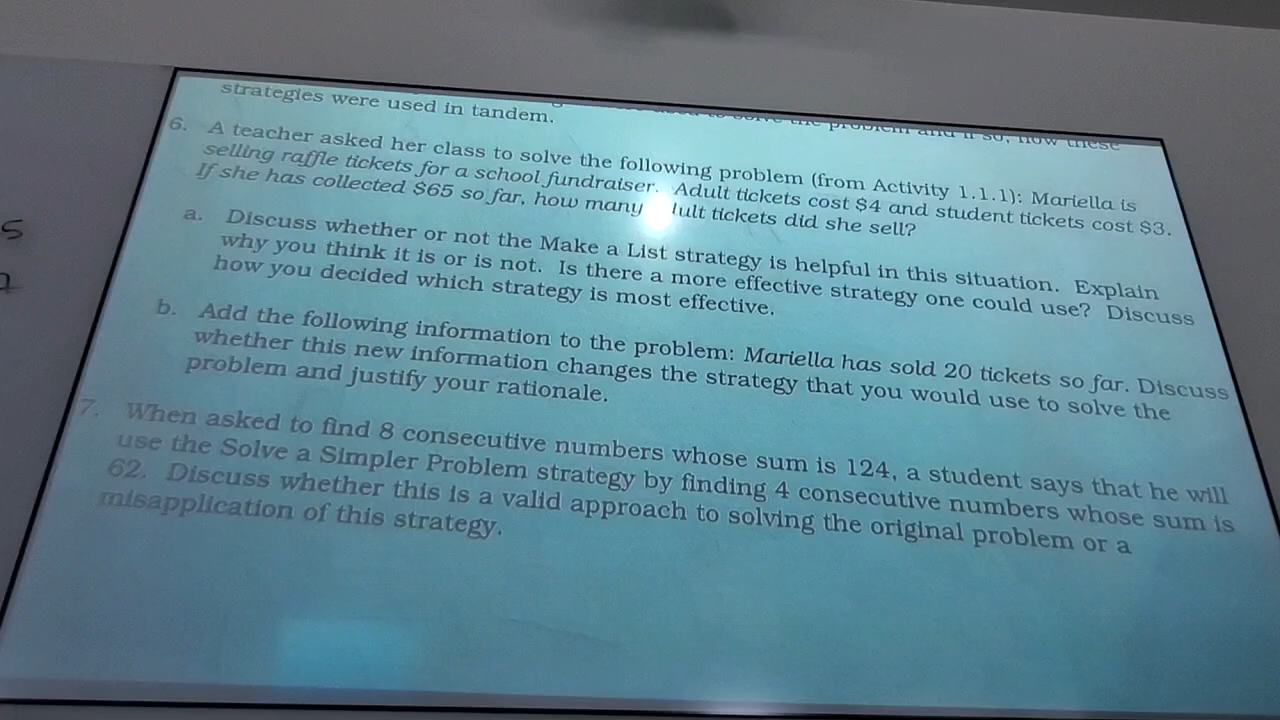 strategies were used in tandem. the problem and if so, how these
6. A teacher asked her class to solve the following problem (from Activity 1.1.1): Mariella is
selling raffle tickets for a school fundraiser. Adult tickets cost $4 and student tickets cost $3.
If she has collected $65 so far, how many dult tickets did she sell?
a. Discuss whether or not the Make a List strategy is helpful in this situation. Explain
why you think it is or is not. Is there a more effective strategy one could use? Discuss
how you decided which strategy is most effective.
b. Add the following information to the problem: Mariella has sold 20 tickets so far. Discuss
whether this new information changes the strategy that you would use to solve the
problem and justify your rationale.
7. When asked to find 8 consecutive numbers whose sum is 124, a student says that he will
use the Solve a Simpler Problem strategy by finding 4 consecutive numbers whose sum is
62. Discuss whether this is a valid approach to solving the original problem or a
misapplication of this strategy.